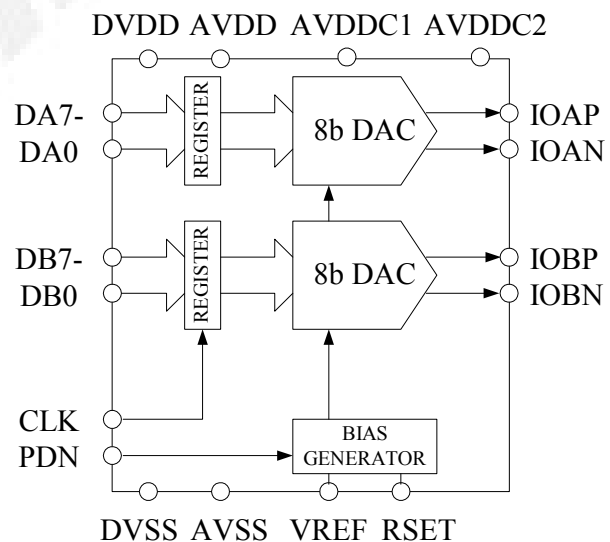 DVDD AVDD AVDDC1 AVDDC2
DA7-
DA0
REGISTER
8b DAC
IOAP
IOAN
DB7-
DB0
REGISTER
8b DAC
IOBP
IOBN
CLK
PDN
BIAS
GENERATOR
DVSS AVSS VREF RSET